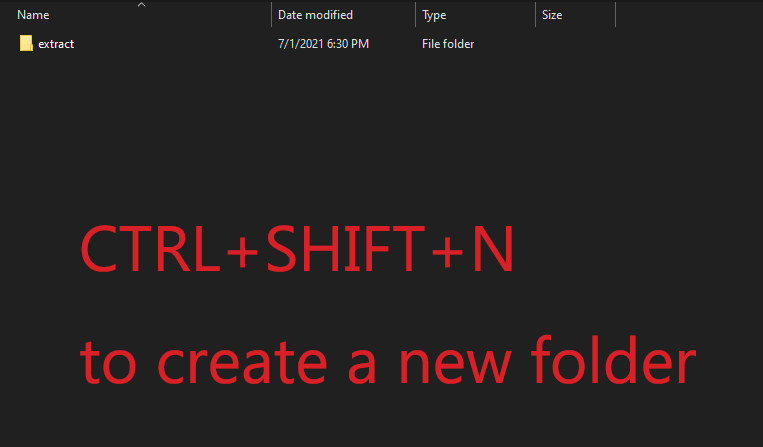 Name Date modified Type Size
extract 7/1/2021 6:30 PM File folder
CTRL+SHIFT+N
to create a new folder